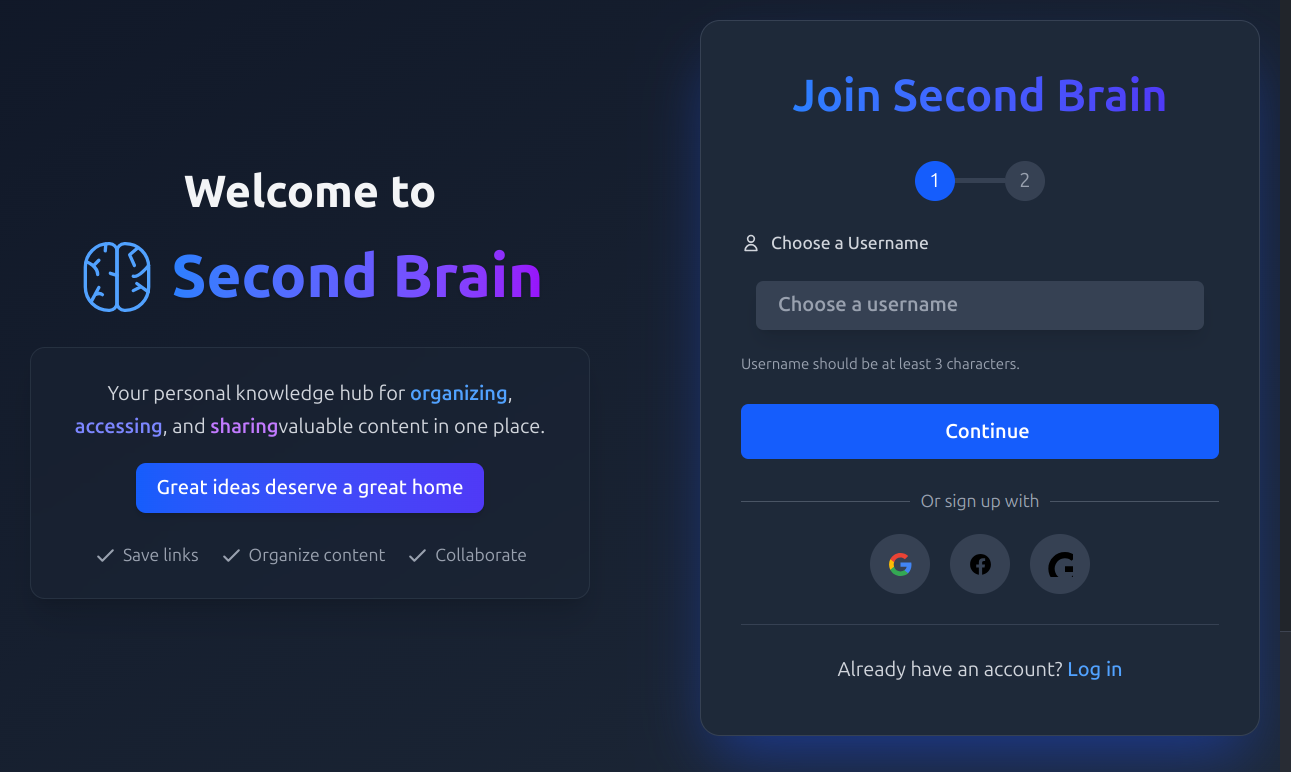 Welcome to
Second Brain
Your personal knowledge hub for organizing,
accessing, and sharingvaluable content in one place.
Great ideas deserve a great home
Save links
Organize content
Collaborate
Join Second Brain
1
2
Choose a Username
Choose a username
Username should be at least 3 characters.
Continue
Or sign up with
G
f
G
Already have an account? Log in